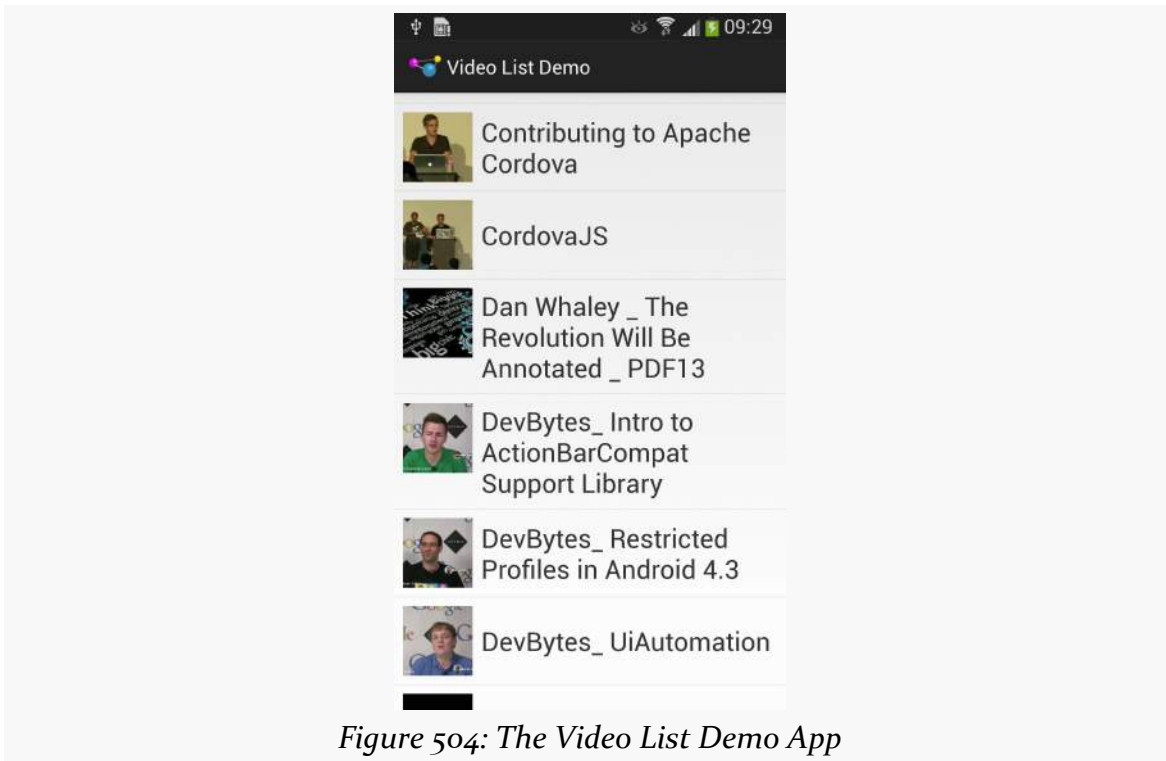 09:29
Video List Demo
Contributing to Apache
Cordova
CordovaJS
Dan Whaley _ The
Revolution Will Be
Annotated _ PDF13
DevBytes_ Intro to
ActionBarCompat
Support Library
DevBytes_ Restricted
Profiles in Android 4.3
DevBytes_ UiAutomation
Figure 504: The Video List Demo App